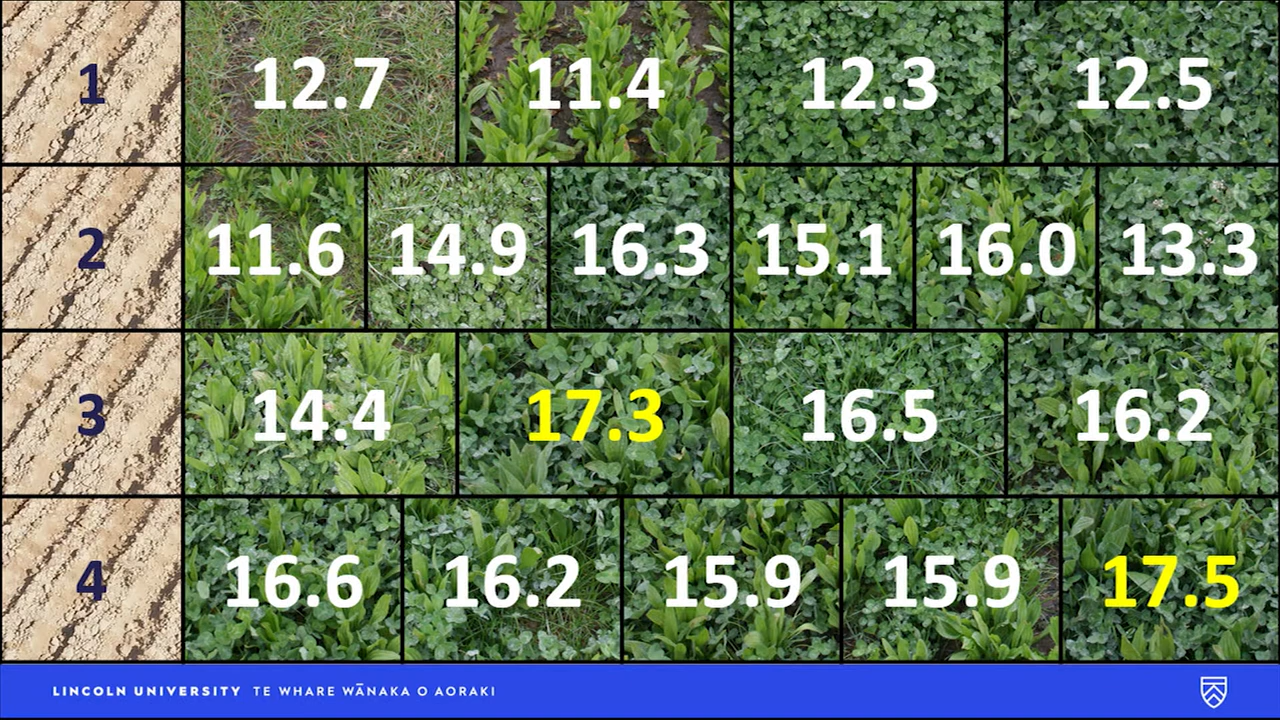 1 12.7 11.4 12.3 12.5
2 11.6 14.9 16.3 15.1 16.0 13.3
3 14.4 17.3 16.5 16.2
4 16.6 16.2 15.9 15.9 17.5
LINCOLN UNIVERSITY TE WHARE WĀNAKA O AORAKI